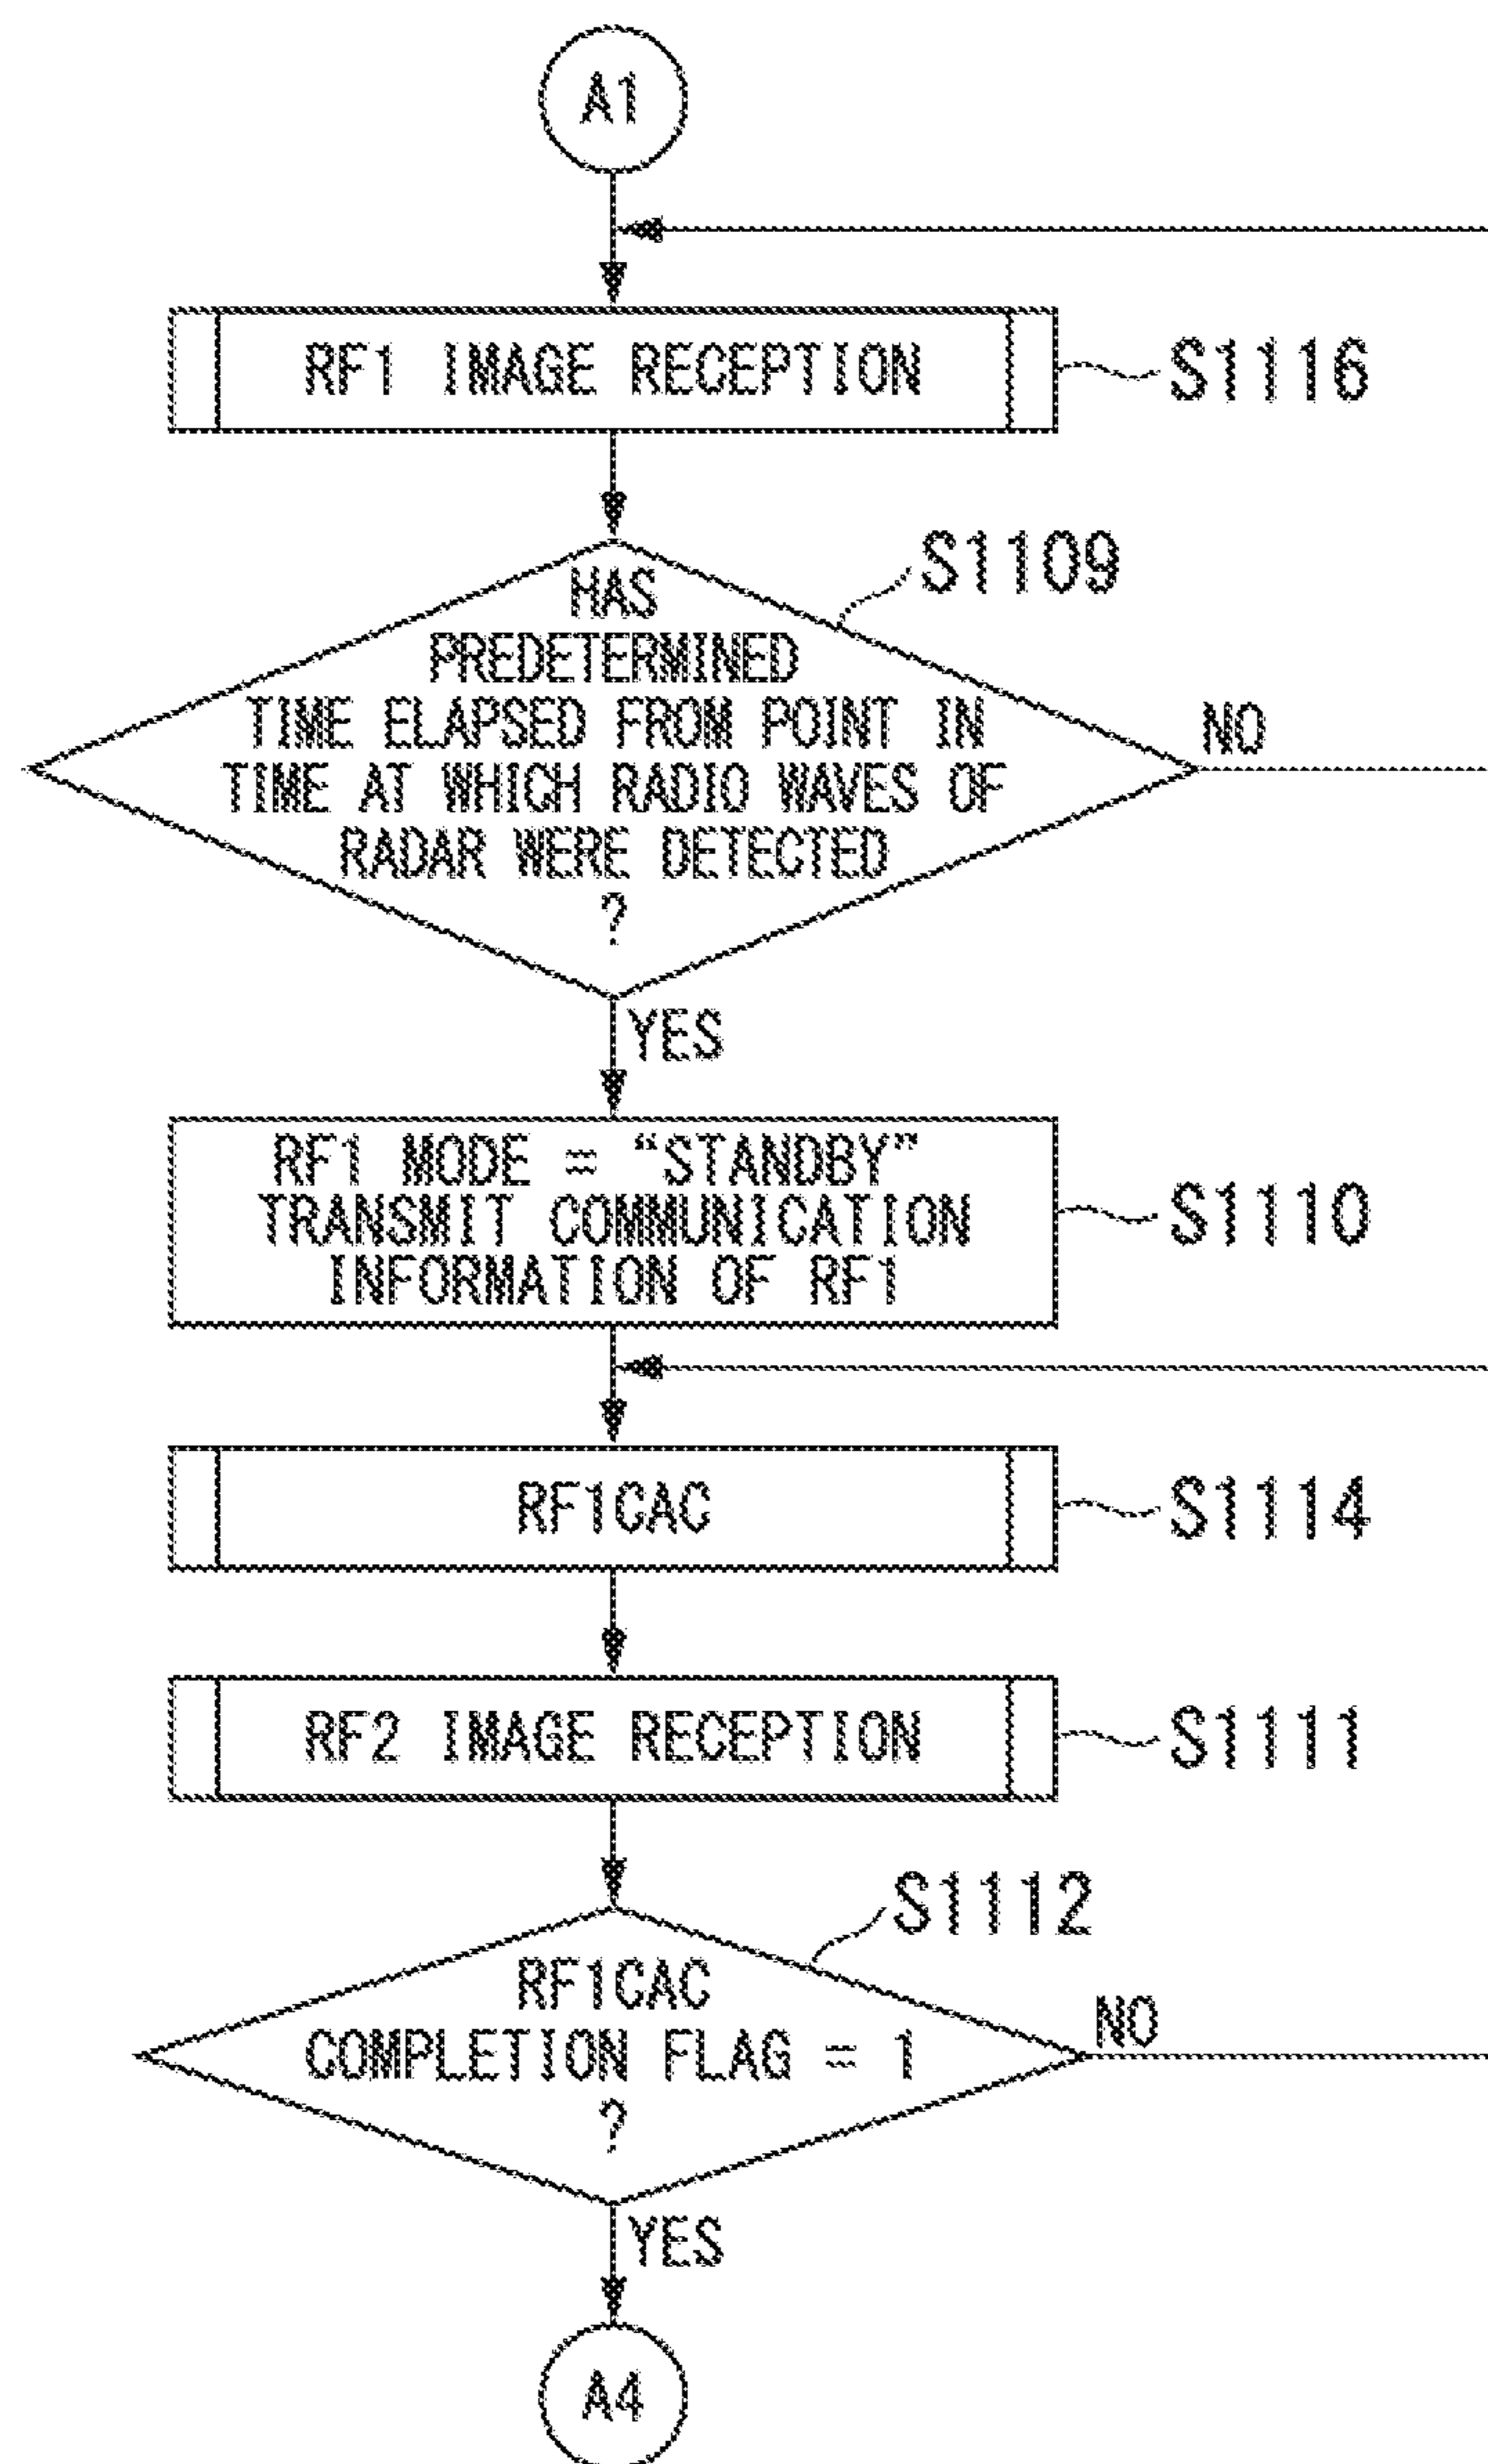 A1
RF1 IMAGE RECEPTION
S1116
S1109
HAS
PREDETERMINED
TIME ELAPSED FROM POINT IN
TIME AT WHICH RADIO WAVES OF
RADAR WERE DETECTED
?
NO
YES
RF1 MODE = “STANDBY”
TRANSMIT COMMUNICATION
INFORMATION OF RF1
S1110
RF1CAC
S1114
RF2 IMAGE RECEPTION
S1111
S1112
RF1CAC
COMPLETION FLAG = 1
?
NO
YES
A4